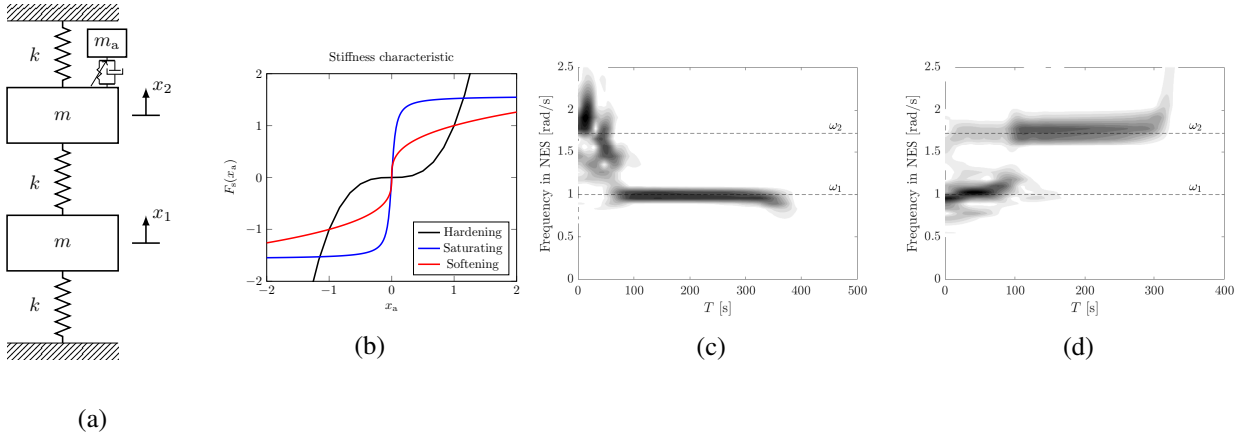 k
m_a
x_2
m
k
x_1
m
k
(a)
Stiffness characteristic
F_s(x_a)
2
1
0
−1
−2
Hardening
Saturating
Softening
−2 −1 0 1 2
x_a
(b)
Frequency in NES [rad/s]
2.5
2
1.5
1
0.5
0
ω_2
ω_1
0 100 200 300 400 500
T [s]
(c)
Frequency in NES [rad/s]
2.5
2
1.5
1
0.5
0
ω_2
ω_1
0 100 200 300 400
T [s]
(d)